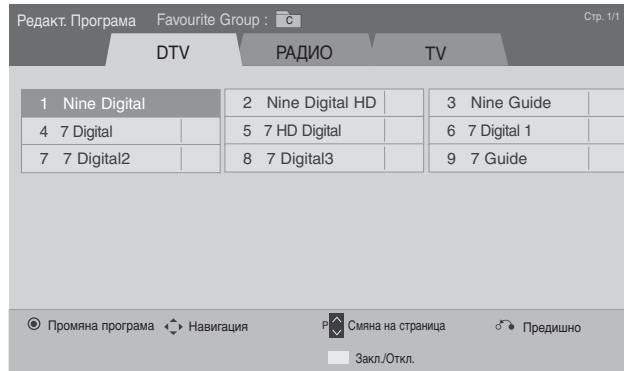 Редакт. Програма Favourite Group : C Стр. 1/1
DTV РАДИО TV
1 Nine Digital 2 Nine Digital HD 3 Nine Guide
4 7 Digital 5 7 HD Digital 6 7 Digital 1
7 7 Digital2 8 7 Digital3 9 7 Guide
Промяна програма Навигация P Смяна на страница Предишно
Закл./Откл.